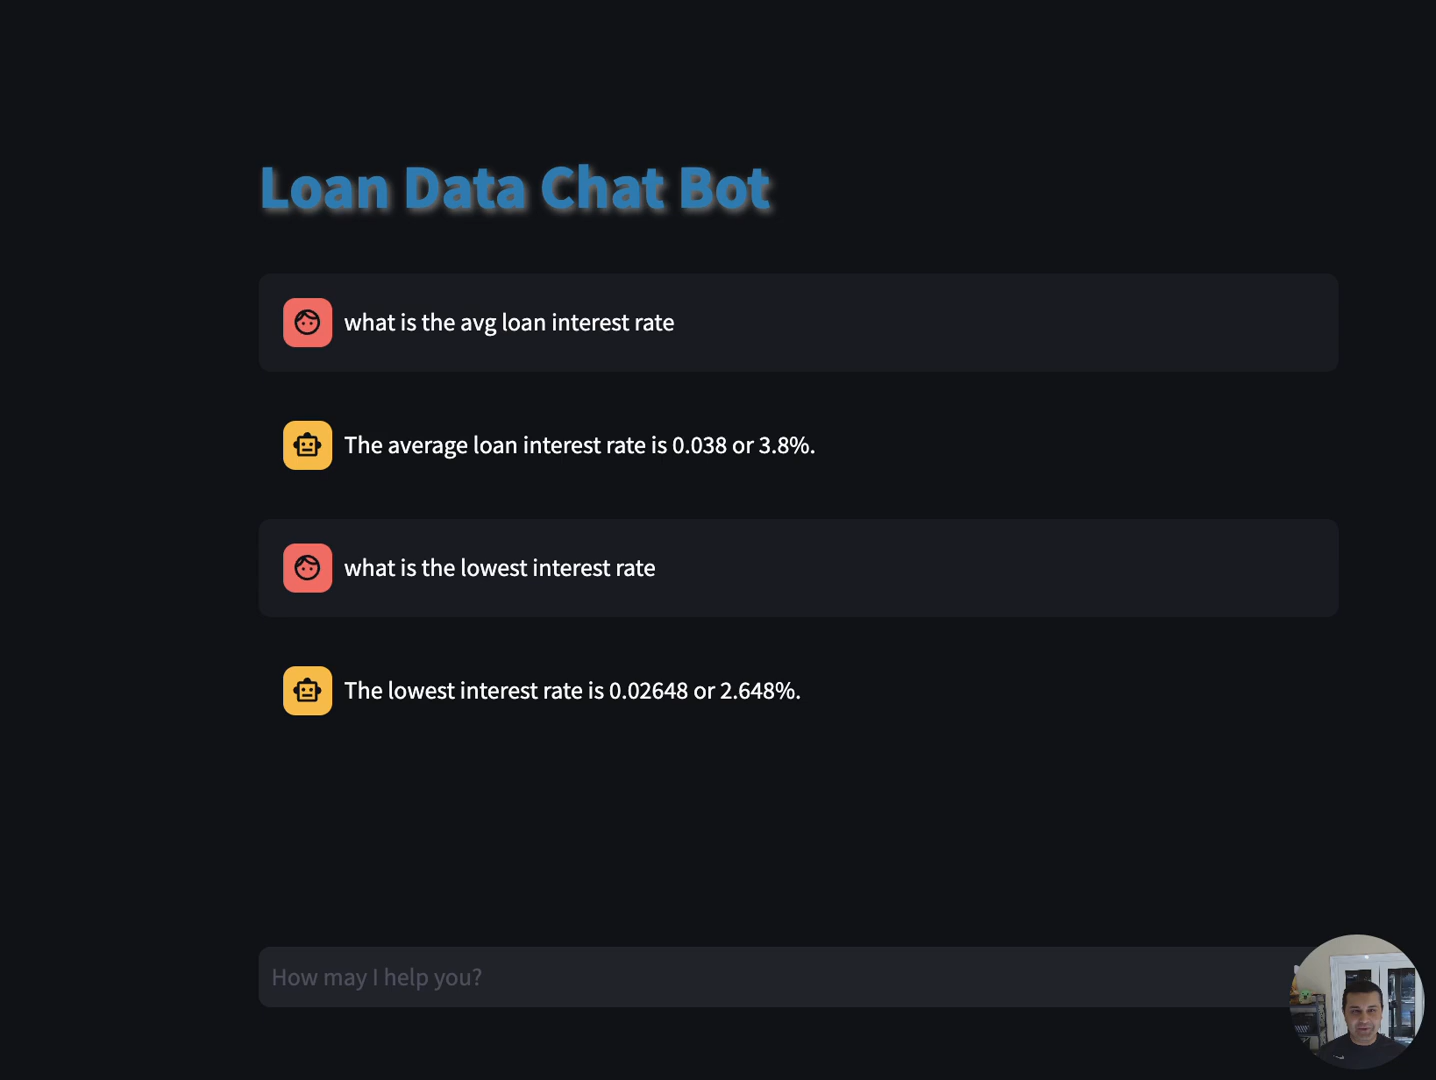 Loan Data Chat Bot
what is the avg loan interest rate
The average loan interest rate is 0.038 or 3.8%.
what is the lowest interest rate
The lowest interest rate is 0.02648 or 2.648%.
How may I help you?